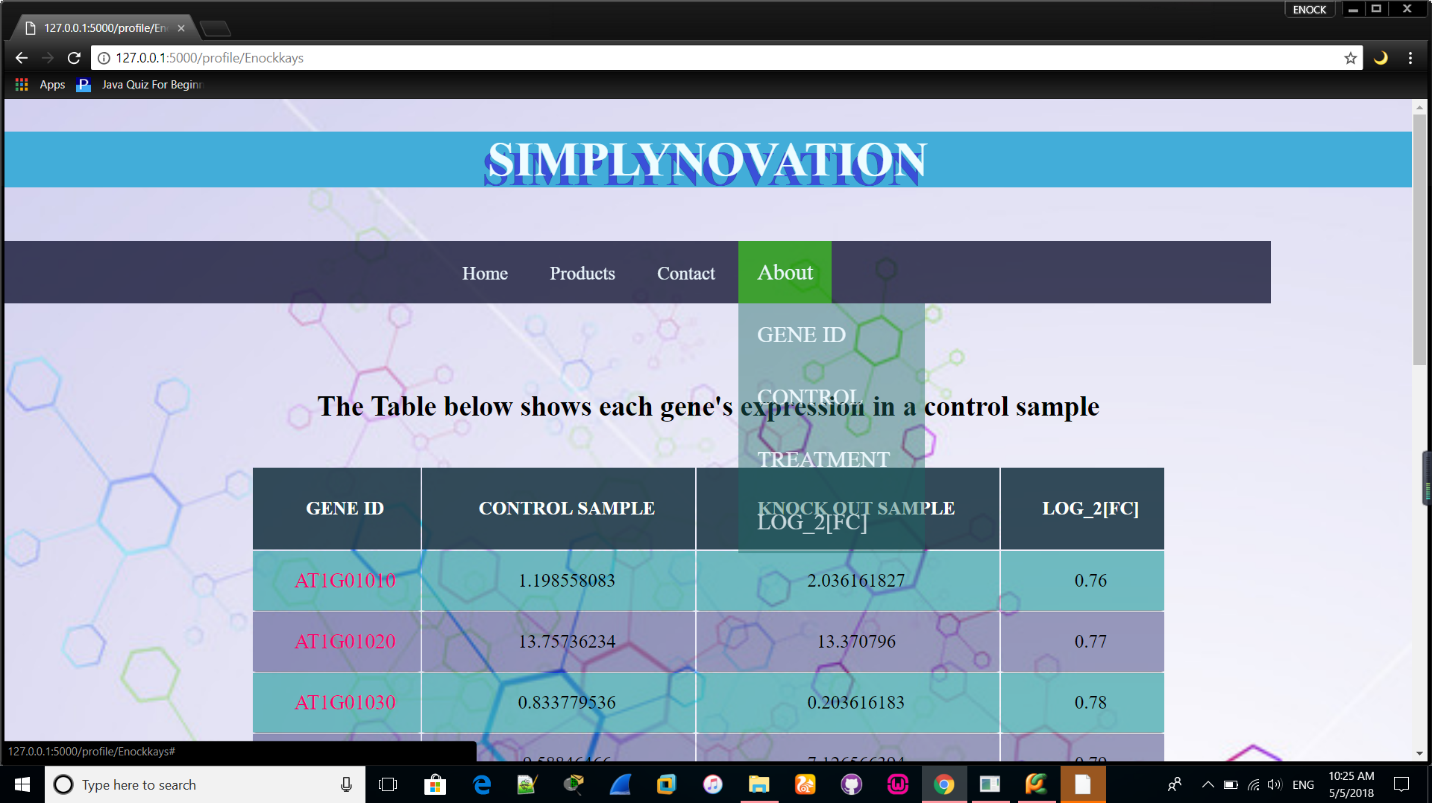 ENOCK
127.0.0.1:5000/profile/En
127.0.0.1:5000/profile/Enockkays
Apps
Java Quiz For Beginn
SIMPLYNOVATION
Home Products Contact About
GENE ID
CONTROL
TREATMENT
LOG_2[FC]
The Table below shows each gene's expression in a control sample
GENE ID CONTROL SAMPLE KNOCK OUT SAMPLE LOG_2[FC]
AT1G01010 1.198558083 2.036161827 0.76
AT1G01020 13.75736234 13.370796 0.77
AT1G01030 0.833779536 0.203616183 0.78
127.0.0.1:5000/profile/Enockkays#
Type here to search
ENG
10:25 AM
5/5/2018